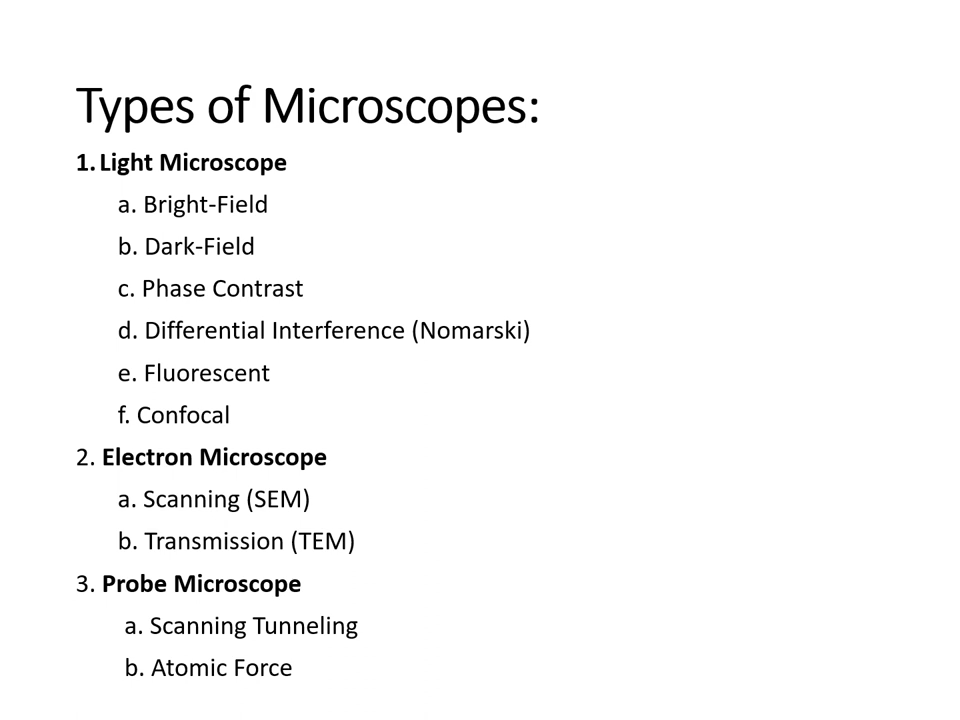 Types of Microscopes:
1. Light Microscope
a. Bright-Field
b. Dark-Field
c. Phase Contrast
d. Differential Interference (Nomarski)
e. Fluorescent
f. Confocal
2. Electron Microscope
a. Scanning (SEM)
b. Transmission (TEM)
3. Probe Microscope
a. Scanning Tunneling
b. Atomic Force